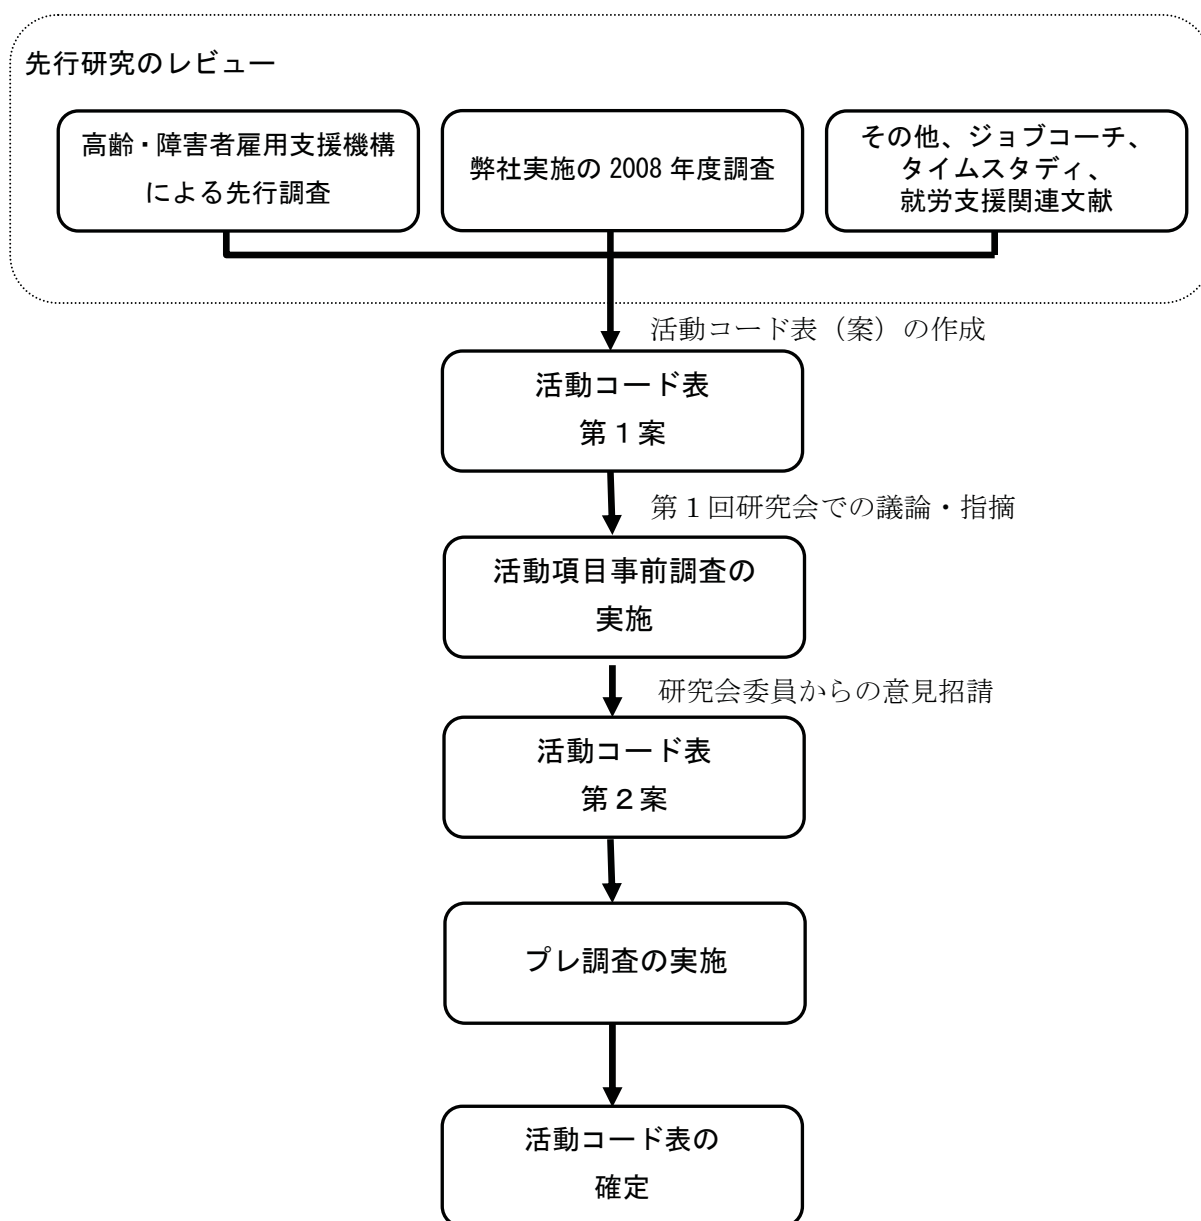 先行研究のレビュー
高齢・障害者雇用支援機構
による先行調査
弊社実施の 2008 年度調査
その他、ジョブコーチ、
タイムスタディ、
就労支援関連文献
活動コード表（案）の作成
活動コード表
第１案
第１回研究会での議論・指摘
活動項目事前調査の
実施
研究会委員からの意見招請
活動コード表
第２案
プレ調査の実施
活動コード表の
確定